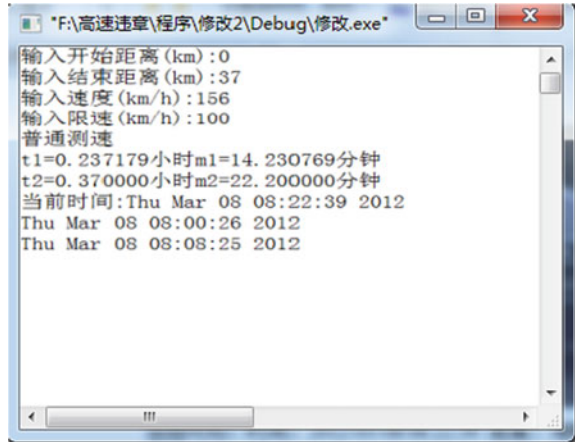 "F:\高速违章\程序\修改2\Debug\修改.exe"
输入开始距离(km):0
输入结束距离(km):37
输入速度(km/h):156
输入限速(km/h):100
普通测速
t1=0.237179小时m1=14.230769分钟
t2=0.370000小时m2=22.200000分钟
当前时间:Thu Mar 08 08:22:39 2012
Thu Mar 08 08:00:26 2012
Thu Mar 08 08:08:25 2012